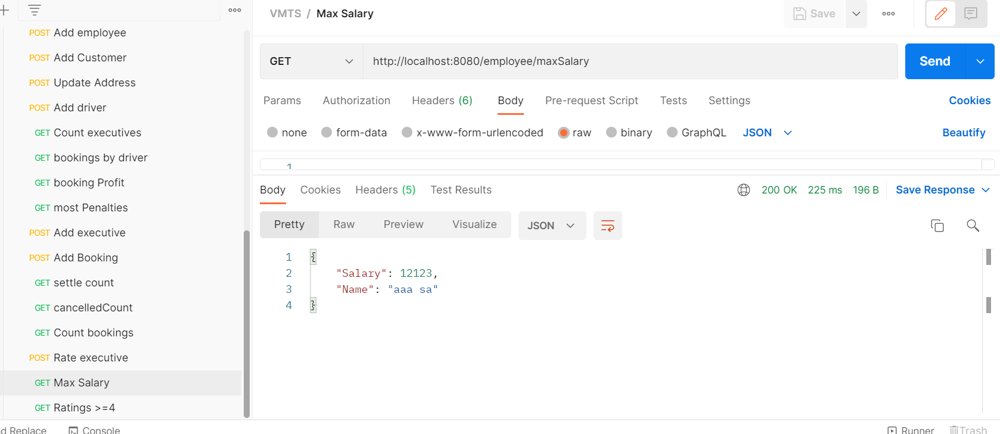 VMTS / Max Salary
Save
GET http://localhost:8080/employee/maxSalary
Send
Params Authorization Headers (6) Body Pre-request Script Tests Settings Cookies
none form-data x-www-form-urlencoded raw binary GraphQL JSON Beautify
1
Body Cookies Headers (5) Test Results 200 OK 225 ms 196 B Save Response
Pretty Raw Preview Visualize JSON
1 {
2 "Salary": 12123,
3 "Name": "aaa sa"
4 }
POST Add employee
POST Add Customer
POST Update Address
POST Add driver
GET Count executives
GET bookings by driver
GET booking Profit
GET most Penalties
POST Add executive
POST Add Booking
GET settle count
GET cancelledCount
GET Count bookings
POST Rate executive
GET Max Salary
GET Ratings >=4
d Replace Console Runner Trash